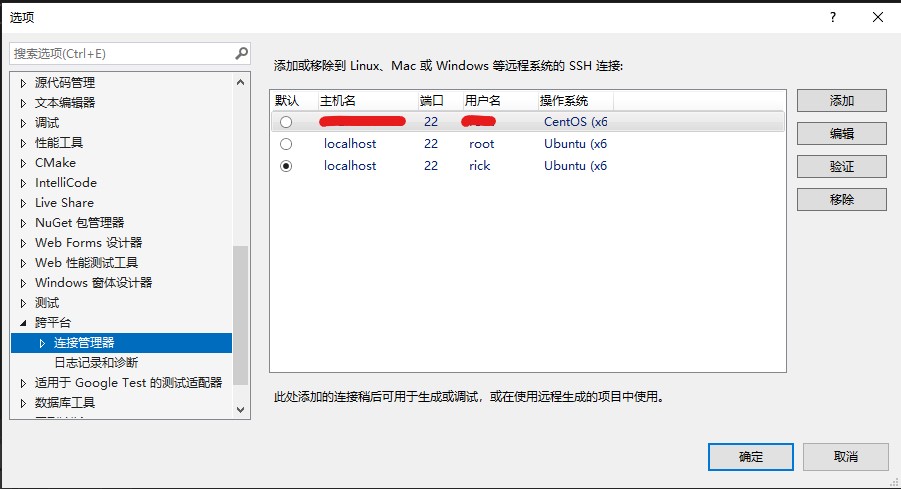 选项
搜索选项(Ctrl+E)
源代码管理
文本编辑器
调试
性能工具
CMake
IntelliCode
Live Share
NuGet 包管理器
Web Forms 设计器
Web 性能测试工具
Windows 窗体设计器
测试
跨平台
连接管理器
日志记录和诊断
适用于 Google Test 的测试适配器
数据库工具
添加或移除到 Linux、Mac 或 Windows 等远程系统的 SSH 连接:
默认 主机名 端口 用户名 操作系统
22 CentOS (x6
localhost 22 root Ubuntu (x6
localhost 22 rick Ubuntu (x6
添加
编辑
验证
移除
此处添加的连接稍后可用于生成或调试，或在使用远程生成的项目中使用。
确定
取消